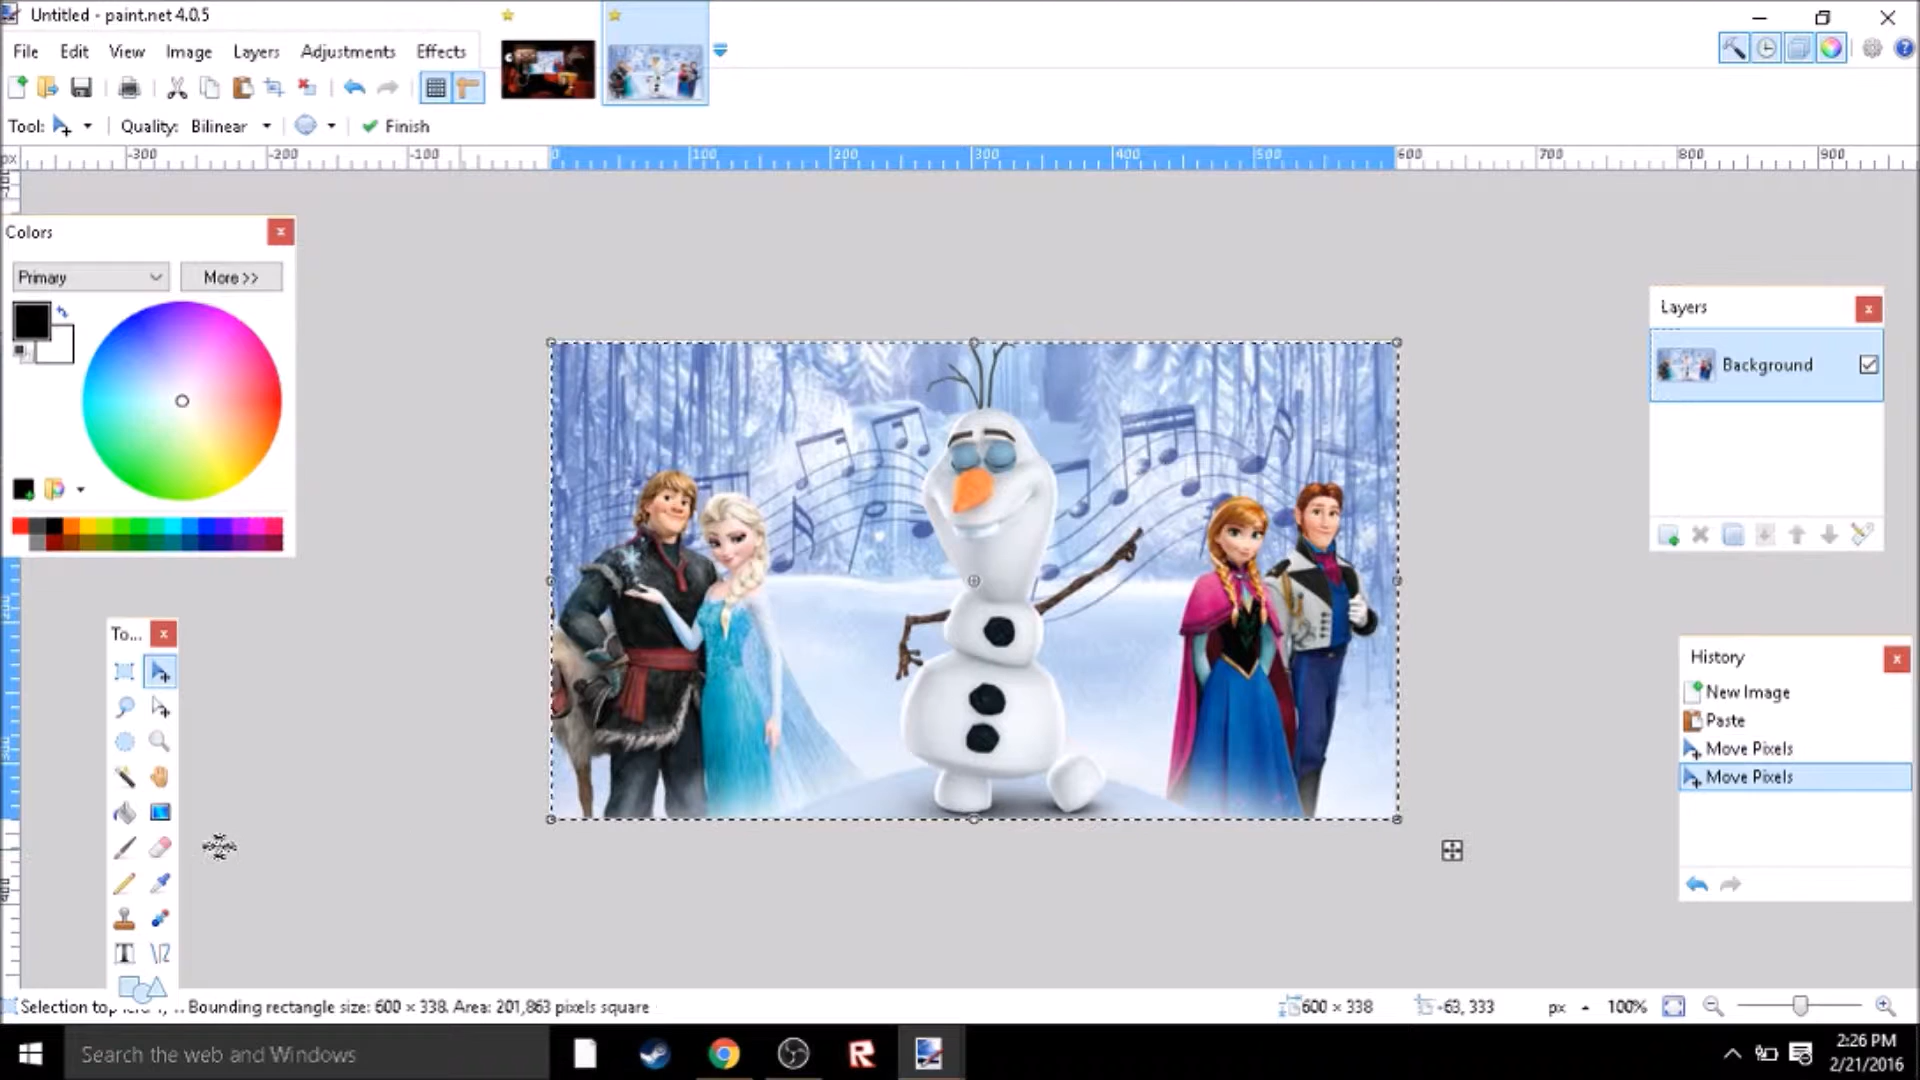 Untitled - paint.net 4.0.5
File Edit View Image Layers Adjustments Effects
Tool: Quality: Bilinear Finish
px -300 -200 -100 0 100 200 300 400 500 600 700 800 900
Colors
Primary More >>
Layers
Background
To...
History
New Image
Paste
Move Pixels
Move Pixels
Selection Bounding rectangle size: 600 × 338. Area: 201,863 pixels square
600 × 338 -63, 333 px 100%
Search the web and Windows
2:26 PM
2/21/2016